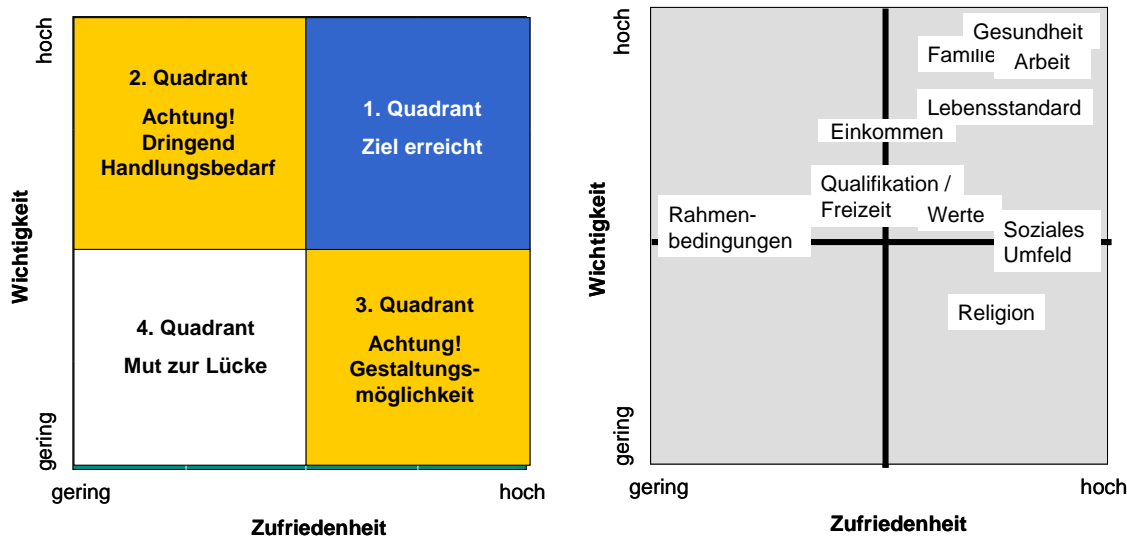 hoch
2. Quadrant
Achtung!
Dringend
Handlungsbedarf
1. Quadrant
Ziel erreicht
Wichtigkeit
4. Quadrant
Mut zur Lücke
3. Quadrant
Achtung!
Gestaltungs-
möglichkeit
gering
gering
hoch
Zufriedenheit
hoch
Gesundheit
Familie
Arbeit
Lebensstandard
Einkommen
Qualifikation /
Freizeit
Werte
Rahmen-
bedingungen
Soziales
Umfeld
Wichtigkeit
Religion
gering
gering
hoch
Zufriedenheit